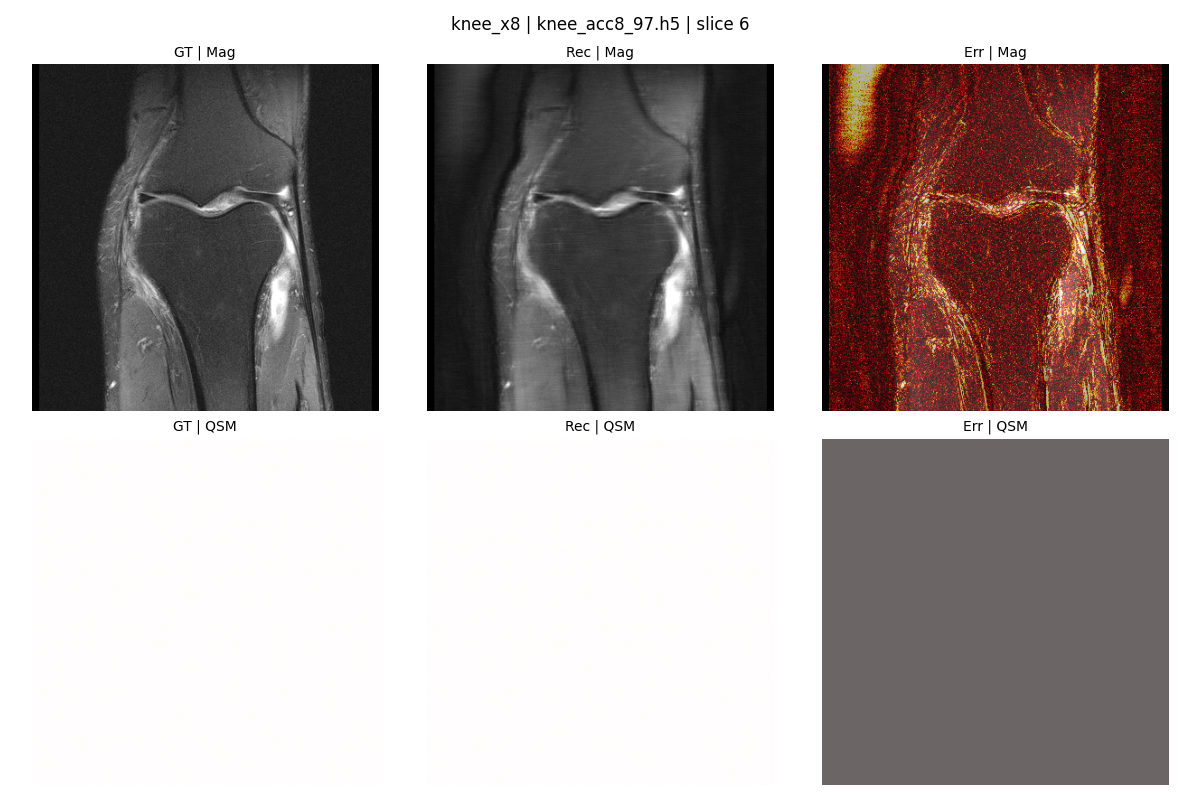 knee_x8 | knee_acc8_97.h5 | slice 6
GT | Mag
Rec | Mag
Err | Mag
GT | QSM
Rec | QSM
Err | QSM